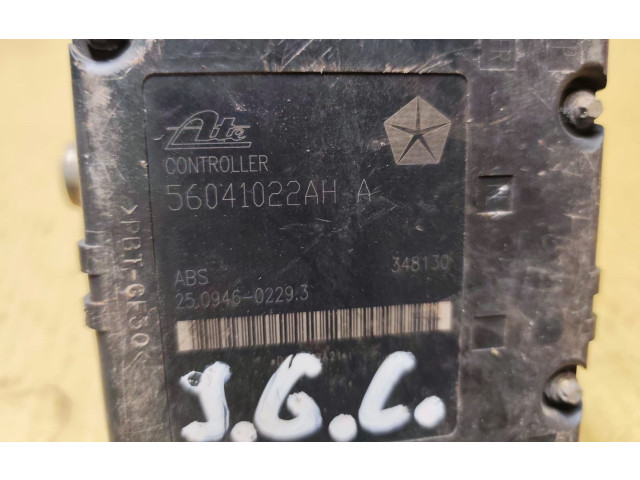 Ate
CONTROLLER
56041022AH A
ABS 348130
25.0946-0229.3
J.G.C.
>PBT-GF30<